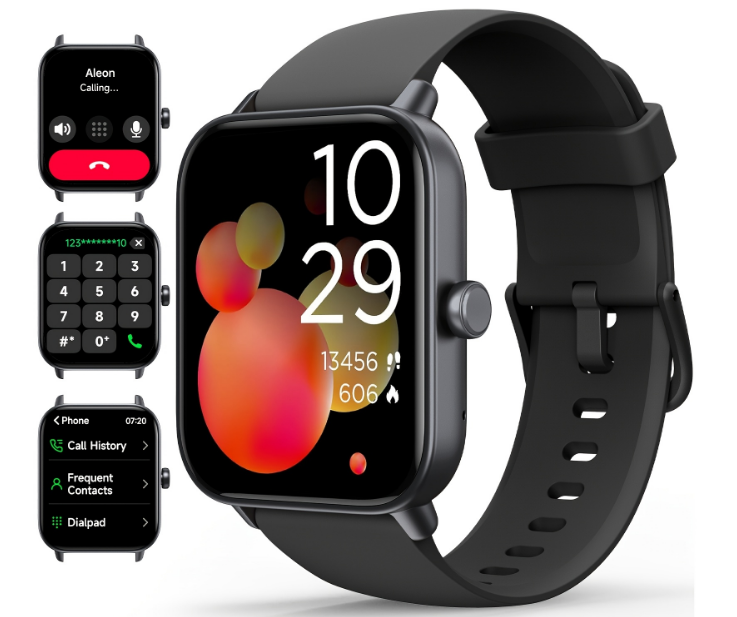 Aleon
Calling...
123*******10
1 2 3
4 5 6
7 8 9
#* 0+
Phone 07:20
Call History
Frequent
Contacts
Dialpad
10
29
13456
606